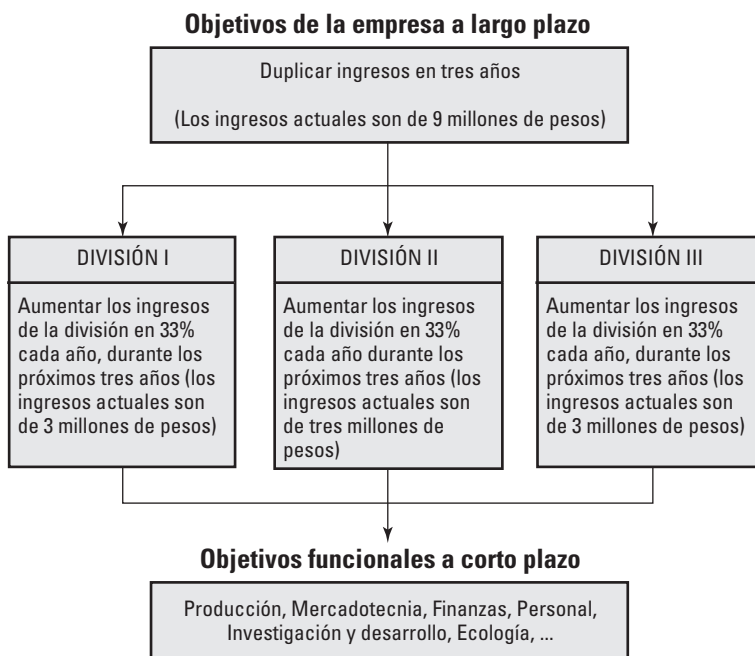 Objetivos de la empresa a largo plazo
Duplicar ingresos en tres años
(Los ingresos actuales son de 9 millones de pesos)
DIVISIÓN I
Aumentar los ingresos
de la división en 33%
cada año, durante los
próximos tres años (los
ingresos actuales son
de 3 millones de pesos)
DIVISIÓN II
Aumentar los ingresos
de la división en 33%
cada año durante los
próximos tres años (los
ingresos actuales son
de tres millones de
pesos)
DIVISIÓN III
Aumentar los ingresos
de la división en 33%
cada año, durante los
próximos tres años (los
ingresos actuales son
de 3 millones de pesos)
Objetivos funcionales a corto plazo
Producción, Mercadotecnia, Finanzas, Personal,
Investigación y desarrollo, Ecología, ...